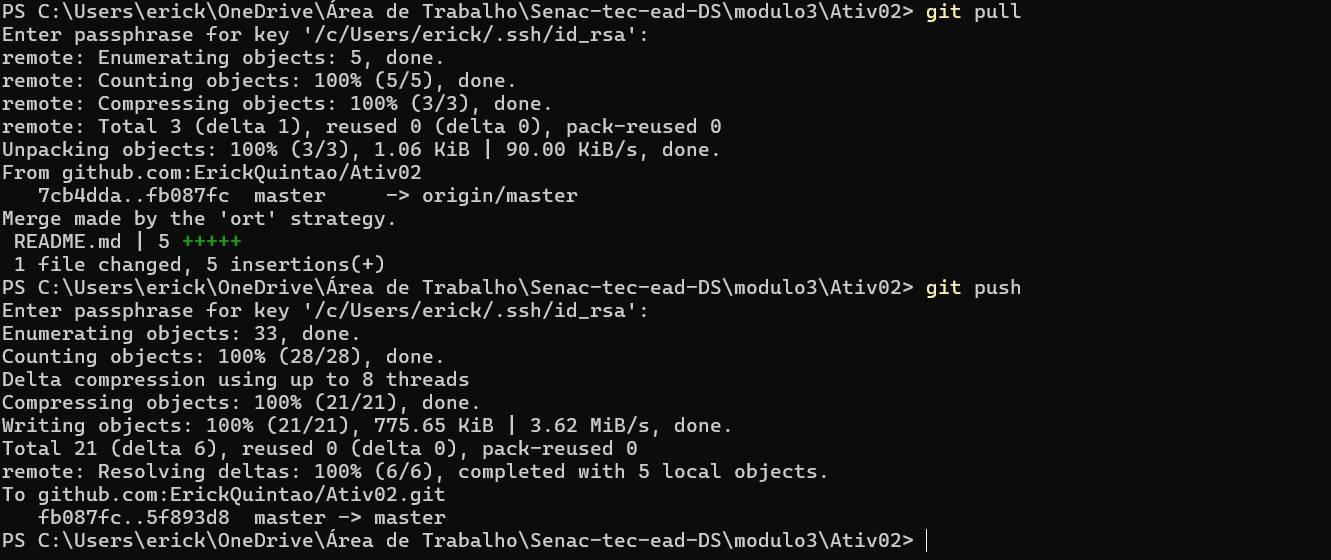 PS C:\Users\erick\OneDrive\Área de Trabalho\Senac-tec-ead-DS\modulo3\Ativ02> git pull
Enter passphrase for key '/c/Users/erick/.ssh/id_rsa':
remote: Enumerating objects: 5, done.
remote: Counting objects: 100% (5/5), done.
remote: Compressing objects: 100% (3/3), done.
remote: Total 3 (delta 1), reused 0 (delta 0), pack-reused 0
Unpacking objects: 100% (3/3), 1.06 KiB | 90.00 KiB/s, done.
From github.com:ErickQuintao/Ativ02
   7cb4dda..fb087fc  master     -> origin/master
Merge made by the 'ort' strategy.
 README.md | 5 +++++
 1 file changed, 5 insertions(+)
PS C:\Users\erick\OneDrive\Área de Trabalho\Senac-tec-ead-DS\modulo3\Ativ02> git push
Enter passphrase for key '/c/Users/erick/.ssh/id_rsa':
Enumerating objects: 33, done.
Counting objects: 100% (28/28), done.
Delta compression using up to 8 threads
Compressing objects: 100% (21/21), done.
Writing objects: 100% (21/21), 775.65 KiB | 3.62 MiB/s, done.
Total 21 (delta 6), reused 0 (delta 0), pack-reused 0
remote: Resolving deltas: 100% (6/6), completed with 5 local objects.
To github.com:ErickQuintao/Ativ02.git
   fb087fc..5f893d8  master -> master
PS C:\Users\erick\OneDrive\Área de Trabalho\Senac-tec-ead-DS\modulo3\Ativ02>